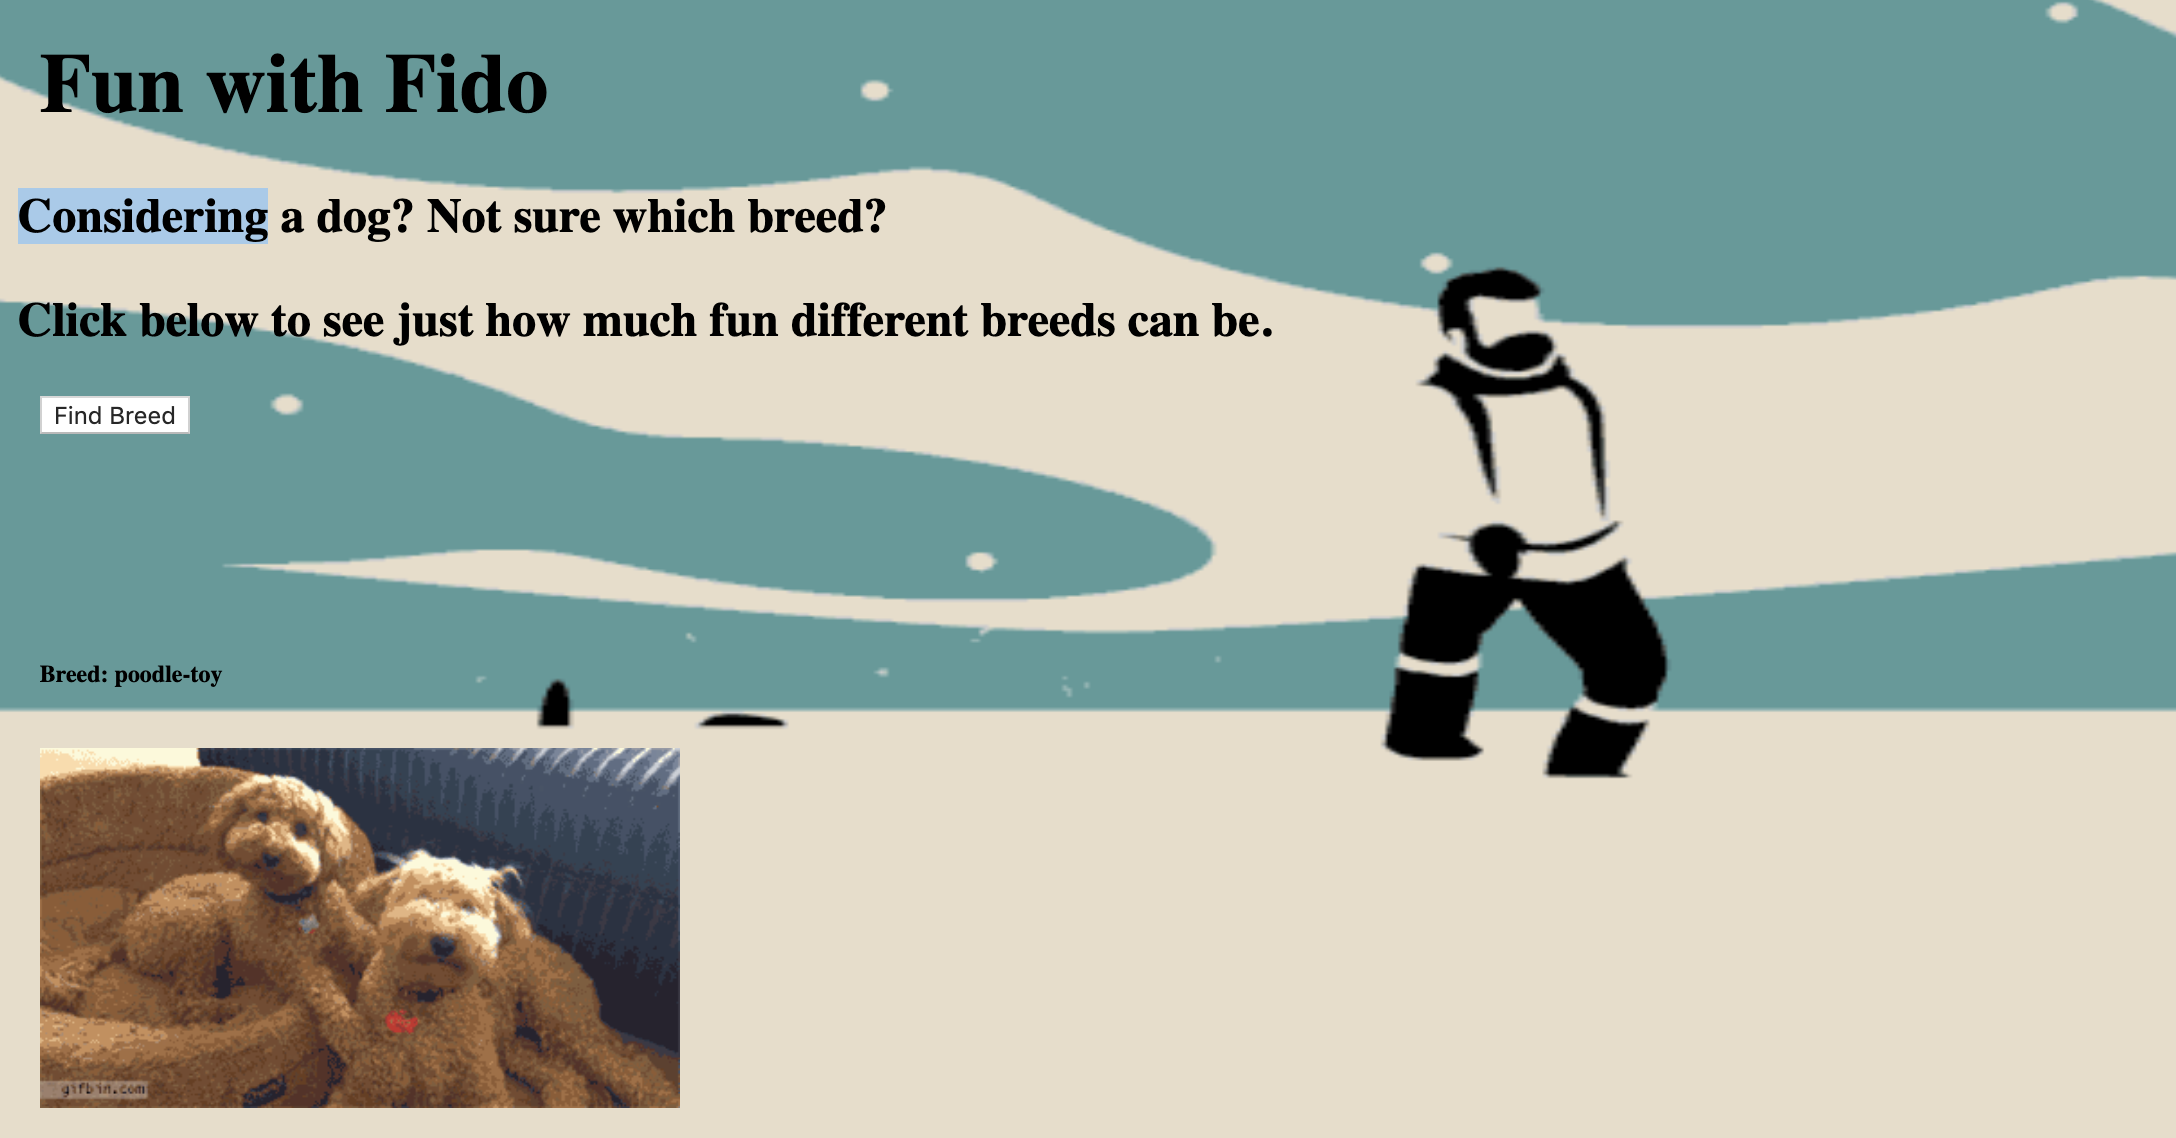 Fun with Fido
Considering a dog? Not sure which breed?
Click below to see just how much fun different breeds can be.
Find Breed
Breed: poodle-toy
gifbin.com